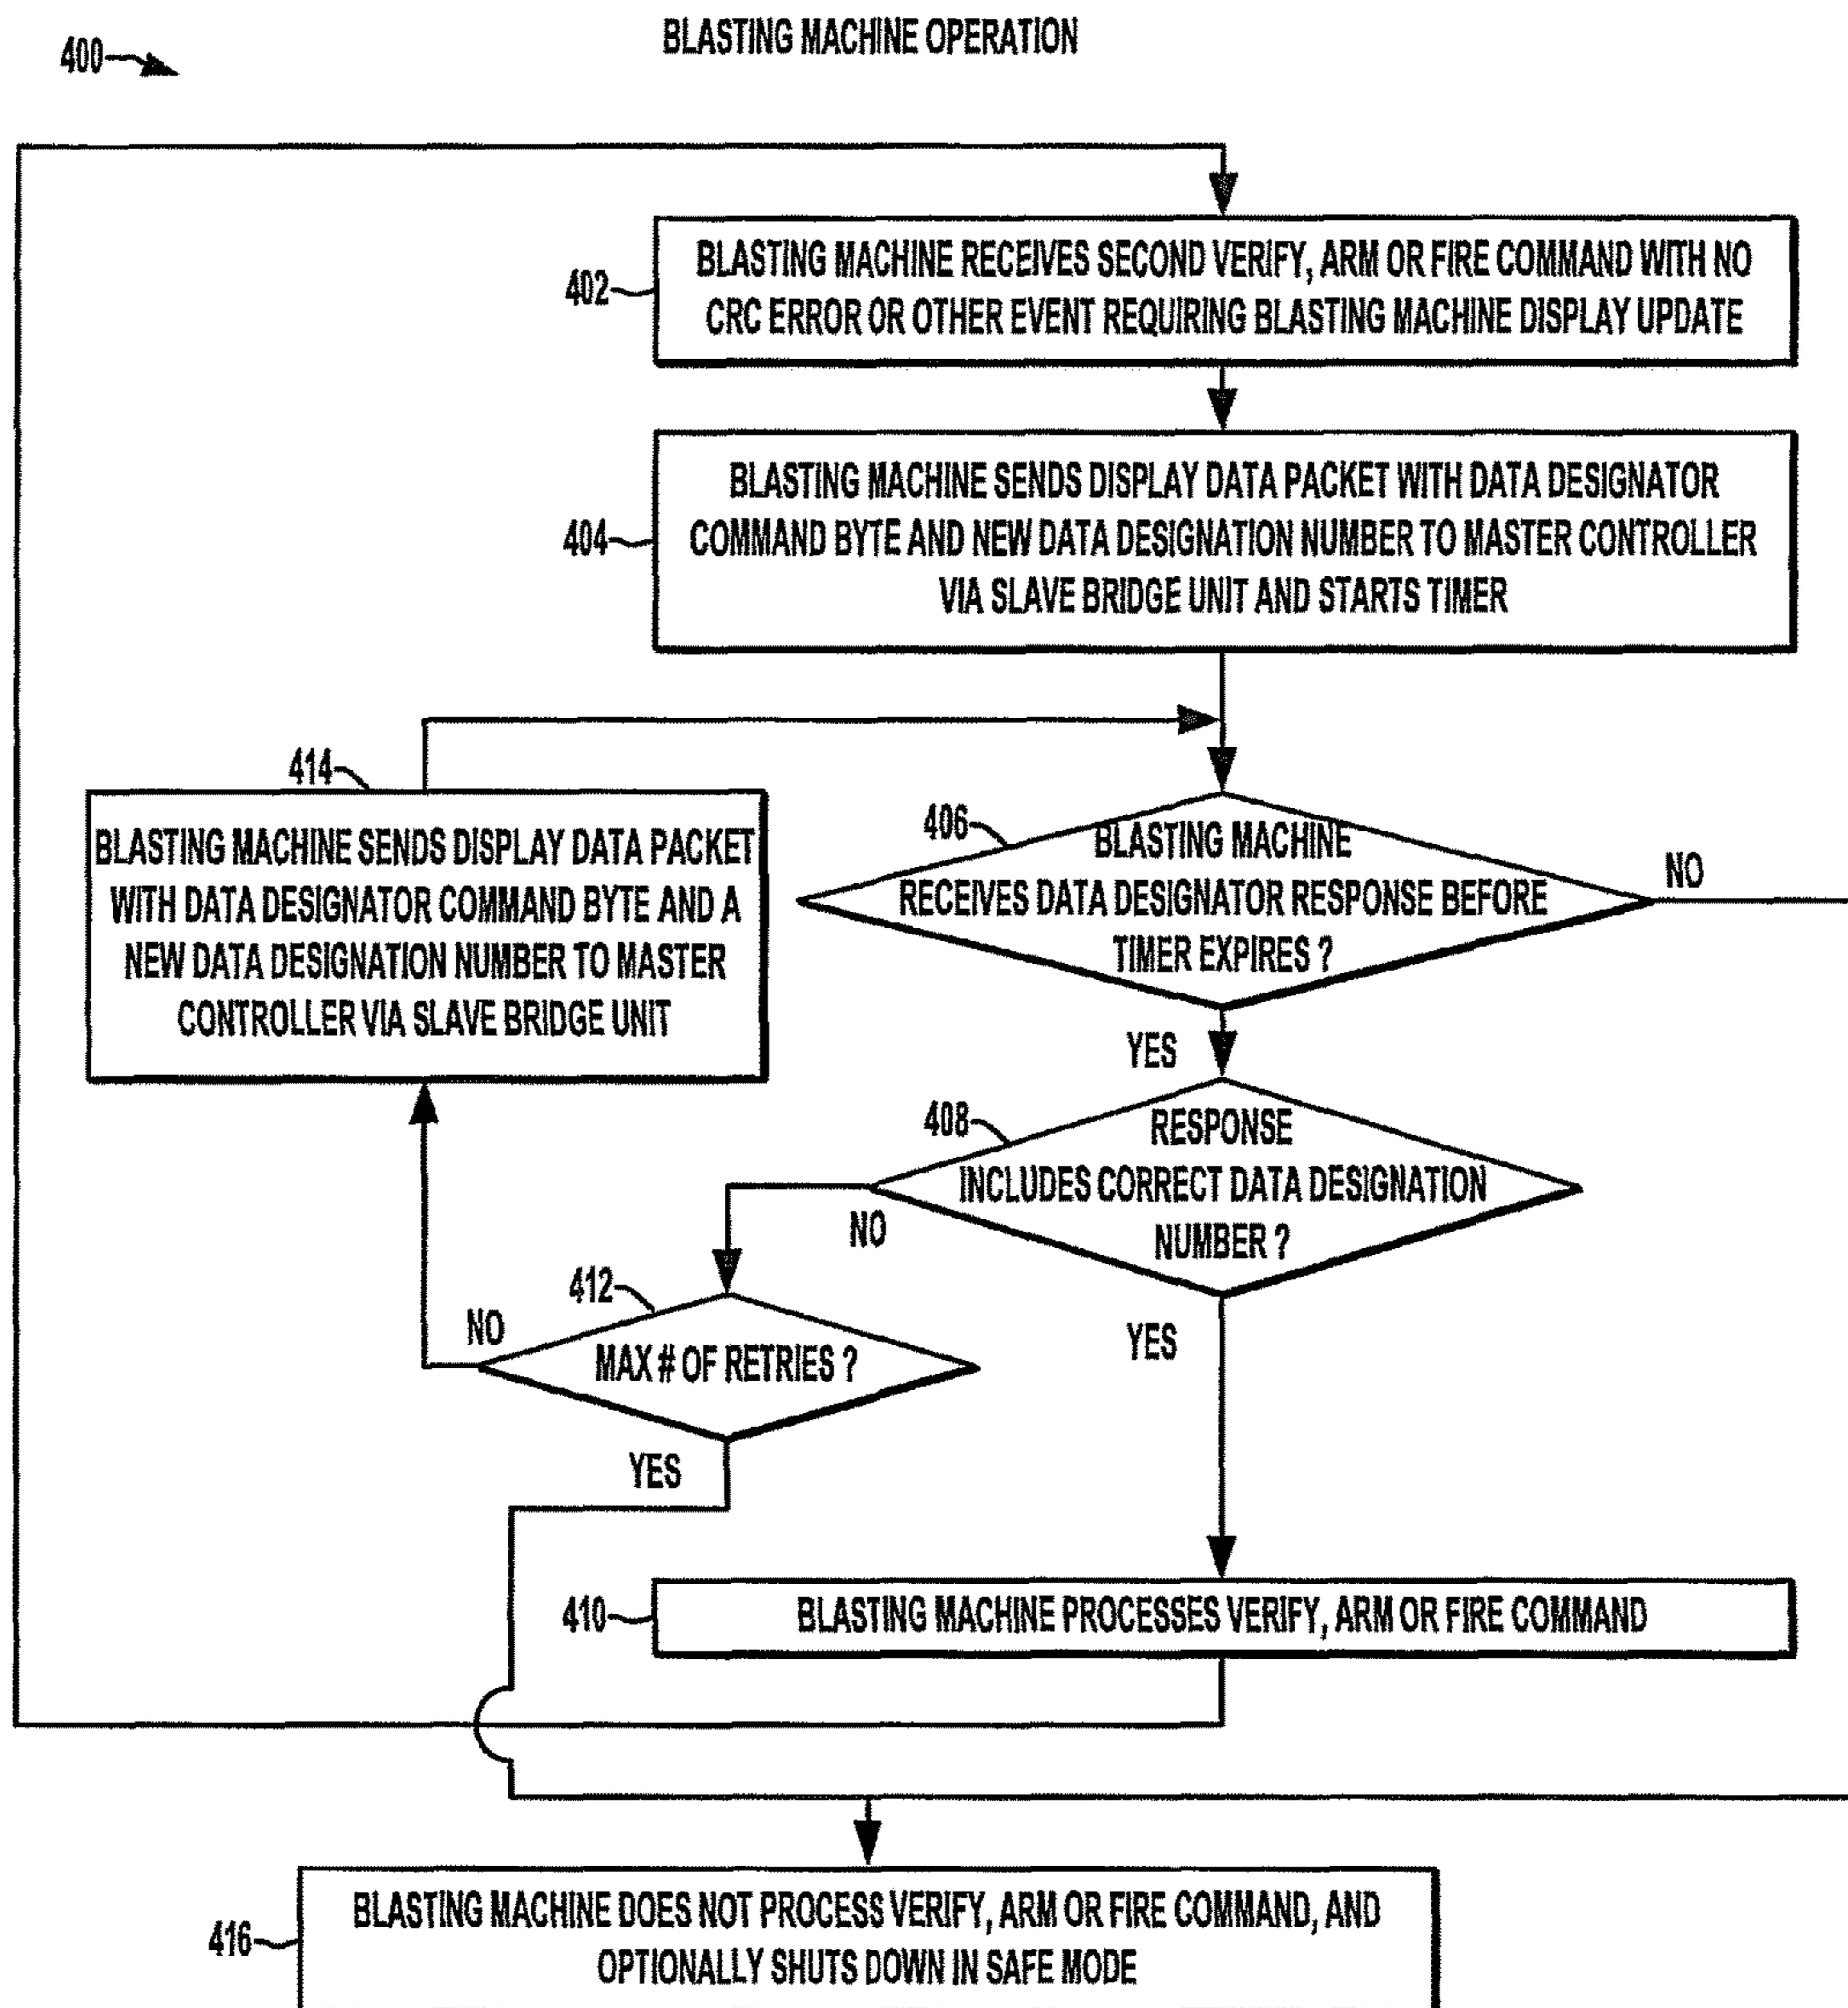 BLASTING MACHINE OPERATION
400
402
BLASTING MACHINE RECEIVES SECOND VERIFY, ARM OR FIRE COMMAND WITH NO
CRC ERROR OR OTHER EVENT REQUIRING BLASTING MACHINE DISPLAY UPDATE
404
BLASTING MACHINE SENDS DISPLAY DATA PACKET WITH DATA DESIGNATOR
COMMAND BYTE AND NEW DATA DESIGNATION NUMBER TO MASTER CONTROLLER
VIA SLAVE BRIDGE UNIT AND STARTS TIMER
414
BLASTING MACHINE SENDS DISPLAY DATA PACKET
WITH DATA DESIGNATOR COMMAND BYTE AND A
NEW DATA DESIGNATION NUMBER TO MASTER
CONTROLLER VIA SLAVE BRIDGE UNIT
406
BLASTING MACHINE
RECEIVES DATA DESIGNATOR RESPONSE BEFORE
TIMER EXPIRES ?
NO
YES
408
RESPONSE
INCLUDES CORRECT DATA DESIGNATION
NUMBER ?
NO
YES
412
MAX # OF RETRIES ?
NO
YES
410
BLASTING MACHINE PROCESSES VERIFY, ARM OR FIRE COMMAND
416
BLASTING MACHINE DOES NOT PROCESS VERIFY, ARM OR FIRE COMMAND, AND
OPTIONALLY SHUTS DOWN IN SAFE MODE